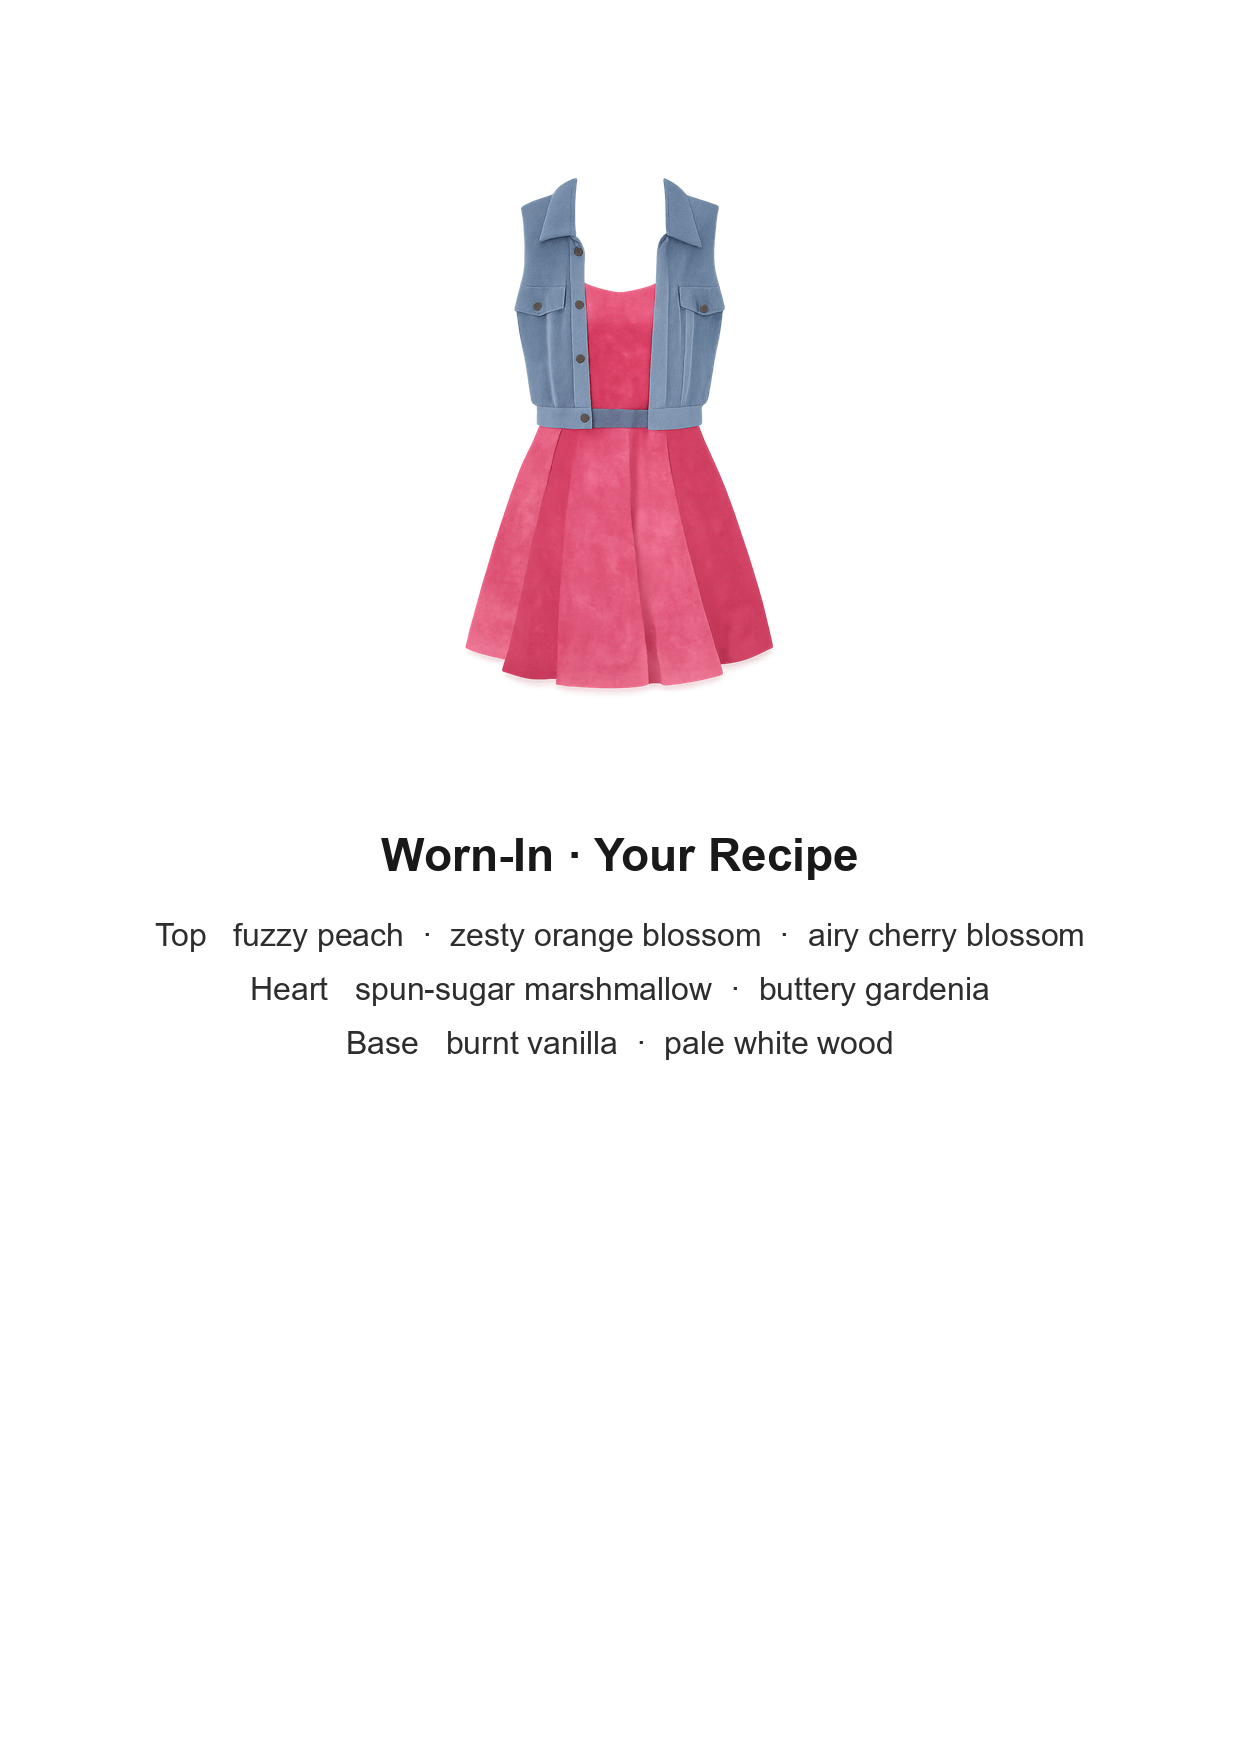 Worn-In · Your Recipe
Top fuzzy peach · zesty orange blossom · airy cherry blossom
Heart spun-sugar marshmallow · buttery gardenia
Base burnt vanilla · pale white wood